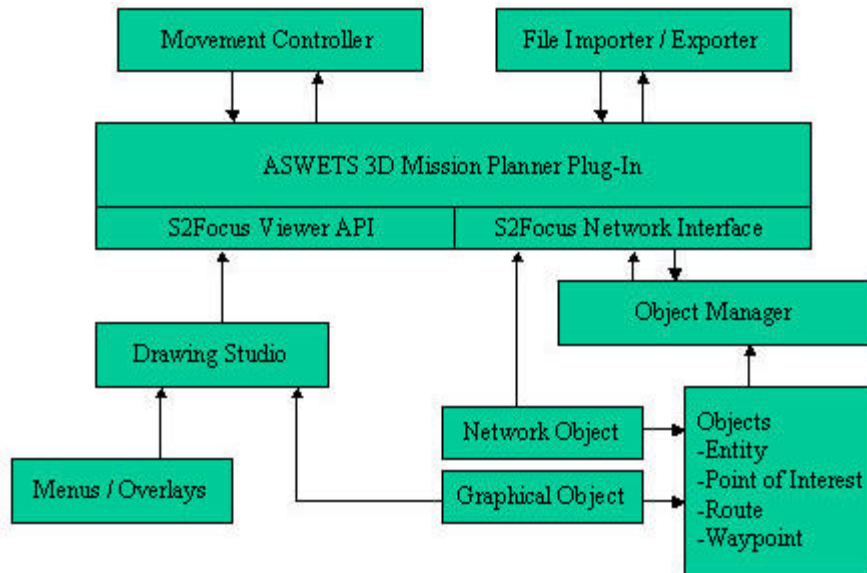 Movement Controller
File Importer / Exporter
ASWETS 3D Mission Planner Plug-In
S2Focus Viewer API
S2Focus Network Interface
Object Manager
Drawing Studio
Network Object
Objects
-Entity
-Point of Interest
-Route
-Waypoint
Menus / Overlays
Graphical Object